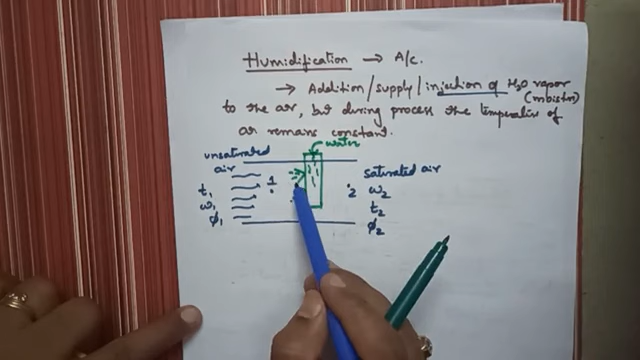 Humidification → A/c.
→ Addition/supply/injection of H2O vapor
(moistur)
to the air, but during process the temperature of
air remains constant.
water
unsaturated
air
saturated air
1
2
t1
ω1
ϕ1
ω2
t2
ϕ2